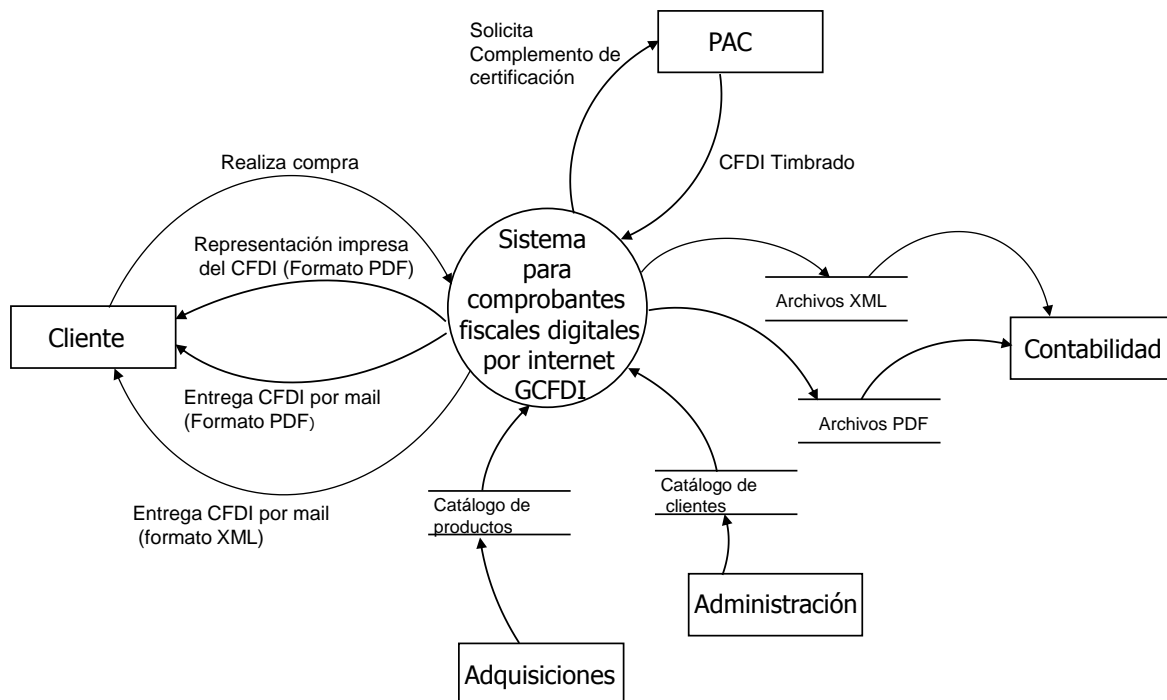 Solicita
Complemento de
certificación
PAC
CFDI Timbrado
Realiza compra
Representación impresa
del CFDI (Formato PDF)
Cliente
Entrega CFDI por mail
(Formato PDF)
Entrega CFDI por mail
(formato XML)
Sistema
para
comprobantes
fiscales digitales
por internet
GCFDI
Archivos XML
Contabilidad
Archivos PDF
Catálogo de
productos
Catálogo de
clientes
Administración
Adquisiciones